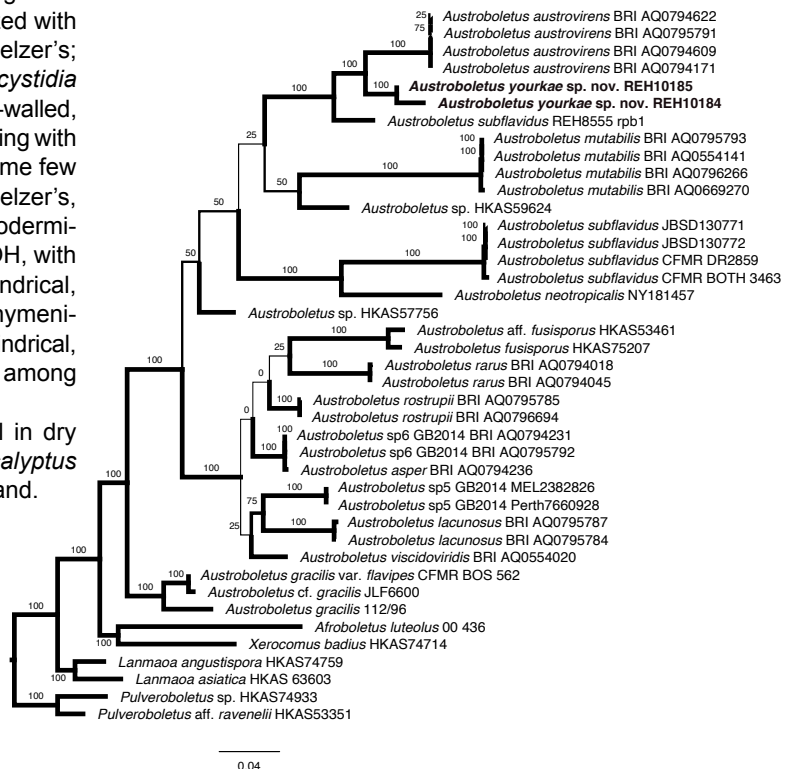 ed with
elzer's;
cystidia
-walled,
ing with
me few
elzer's,
odermi-
OH, with
ndrical,
ymeni-
ndrical,
among
l in dry
alyptus
and.
25
75
Austroboletus austrovirens BRI AQ0794622
Austroboletus austrovirens BRI AQ0795791
100
Austroboletus austrovirens BRI AQ0794609
Austroboletus austrovirens BRI AQ0794171
100
100
Austroboletus yourkae sp. nov. REH10185
Austroboletus yourkae sp. nov. REH10184
100
Austroboletus subflavidus REH8555 rpb1
25
100
100
Austroboletus mutabilis BRI AQ0795793
Austroboletus mutabilis BRI AQ0554141
100
Austroboletus mutabilis BRI AQ0796266
Austroboletus mutabilis BRI AQ0669270
50
Austroboletus sp. HKAS59624
50
100
100
Austroboletus subflavidus JBSD130771
Austroboletus subflavidus JBSD130772
100
Austroboletus subflavidus CFMR DR2859
Austroboletus subflavidus CFMR BOTH 3463
100
Austroboletus neotropicalis NY181457
50
Austroboletus sp. HKAS57756
100
Austroboletus aff. fusisporus HKAS53461
Austroboletus fusisporus HKAS75207
25
100
Austroboletus rarus BRI AQ0794018
Austroboletus rarus BRI AQ0794045
0
100
Austroboletus rostrupii BRI AQ0795785
Austroboletus rostrupii BRI AQ0796694
0
100
100
Austroboletus sp6 GB2014 BRI AQ0794231
Austroboletus sp6 GB2014 BRI AQ0795792
Austroboletus asper BRI AQ0794236
100
100
100
Austroboletus sp5 GB2014 MEL2382826
Austroboletus sp5 GB2014 Perth7660928
75
100
Austroboletus lacunosus BRI AQ0795787
Austroboletus lacunosus BRI AQ0795784
25
Austroboletus viscidoviridis BRI AQ0554020
100
100
Austroboletus gracilis var. flavipes CFMR BOS 562
Austroboletus cf. gracilis JLF6600
100
Austroboletus gracilis 112/96
100
Afroboletus luteolus 00 436
100
Xerocomus badius HKAS74714
100
Lanmaoa angustispora HKAS74759
100
Lanmaoa asiatica HKAS 63603
100
Pulveroboletus sp. HKAS74933
Pulveroboletus aff. ravenelii HKAS53351
0.04